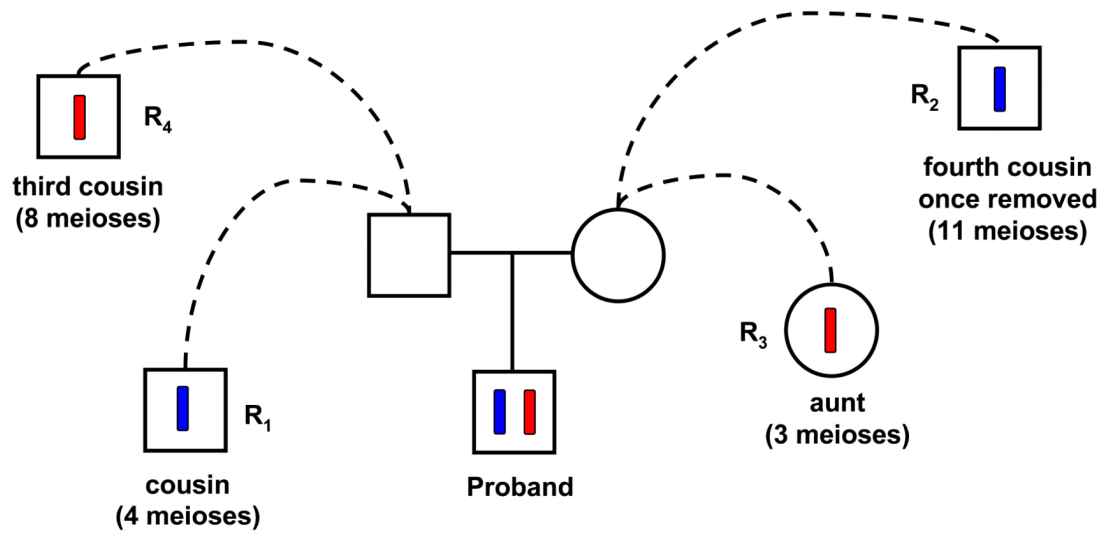 R4
third cousin
(8 meioses)
R2
fourth cousin
once removed
(11 meioses)
R1
cousin
(4 meioses)
Proband
R3
aunt
(3 meioses)